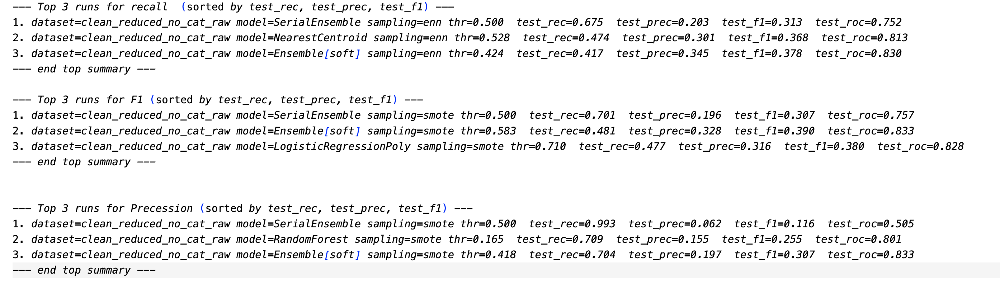 --- Top 3 runs for recall  (sorted by test_rec, test_prec, test_f1) ---
1. dataset=clean_reduced_no_cat_raw model=SerialEnsemble sampling=enn thr=0.500  test_rec=0.675  test_prec=0.203  test_f1=0.313  test_roc=0.752
2. dataset=clean_reduced_no_cat_raw model=NearestCentroid sampling=enn thr=0.528  test_rec=0.474  test_prec=0.301  test_f1=0.368  test_roc=0.813
3. dataset=clean_reduced_no_cat_raw model=Ensemble[soft] sampling=enn thr=0.424  test_rec=0.417  test_prec=0.345  test_f1=0.378  test_roc=0.830
--- end top summary ---
--- Top 3 runs for F1 (sorted by test_rec, test_prec, test_f1) ---
1. dataset=clean_reduced_no_cat_raw model=SerialEnsemble sampling=smote thr=0.500  test_rec=0.701  test_prec=0.196  test_f1=0.307  test_roc=0.757
2. dataset=clean_reduced_no_cat_raw model=Ensemble[soft] sampling=smote thr=0.583  test_rec=0.481  test_prec=0.328  test_f1=0.390  test_roc=0.833
3. dataset=clean_reduced_no_cat_raw model=LogisticRegressionPoly sampling=smote thr=0.710  test_rec=0.477  test_prec=0.316  test_f1=0.380  test_roc=0.828
--- end top summary ---
--- Top 3 runs for Precession (sorted by test_rec, test_prec, test_f1) ---
1. dataset=clean_reduced_no_cat_raw model=SerialEnsemble sampling=smote thr=0.500  test_rec=0.993  test_prec=0.062  test_f1=0.116  test_roc=0.505
2. dataset=clean_reduced_no_cat_raw model=RandomForest sampling=smote thr=0.165  test_rec=0.709  test_prec=0.155  test_f1=0.255  test_roc=0.801
3. dataset=clean_reduced_no_cat_raw model=Ensemble[soft] sampling=smote thr=0.418  test_rec=0.704  test_prec=0.197  test_f1=0.307  test_roc=0.833
--- end top summary ---